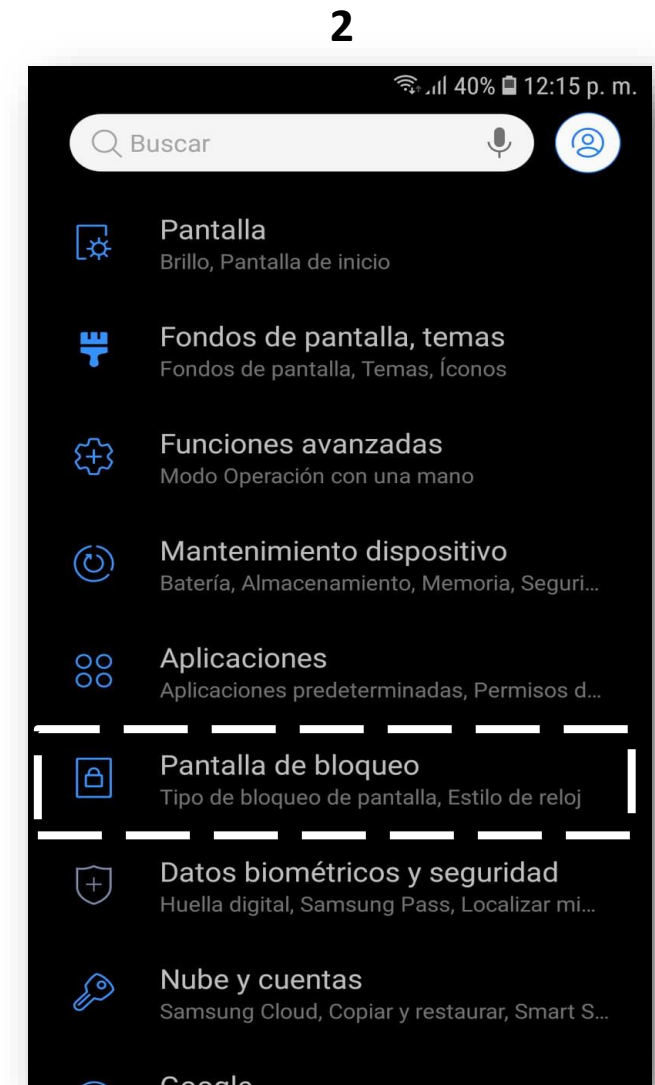 2
40% 12:15 p. m.
Buscar
Pantalla
Brillo, Pantalla de inicio
Fondos de pantalla, temas
Fondos de pantalla, Temas, Íconos
Funciones avanzadas
Modo Operación con una mano
Mantenimiento dispositivo
Batería, Almacenamiento, Memoria, Seguri...
Aplicaciones
Aplicaciones predeterminadas, Permisos d...
Pantalla de bloqueo
Tipo de bloqueo de pantalla, Estilo de reloj
Datos biométricos y seguridad
Huella digital, Samsung Pass, Localizar mi...
Nube y cuentas
Samsung Cloud, Copiar y restaurar, Smart S...
Google